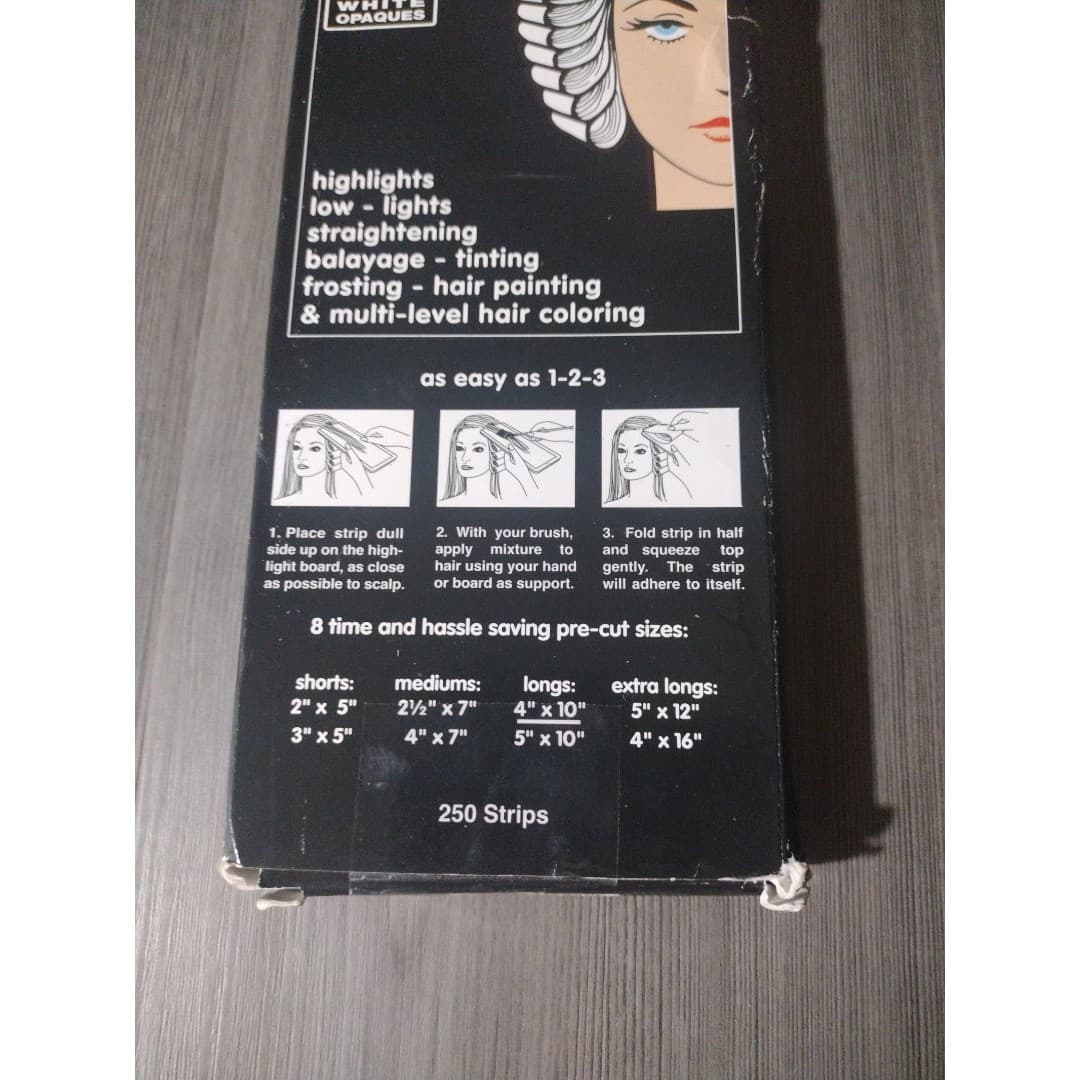 WHITE
OPAQUES
highlights
low - lights
straightening
balayage - tinting
frosting - hair painting
& multi-level hair coloring
as easy as 1-2-3
1. Place strip dull
side up on the high-
light board, as close
as possible to scalp.
2. With your brush,
apply mixture to
hair using your hand
or board as support.
3. Fold strip in half
and squeeze top
gently. The strip
will adhere to itself.
8 time and hassle saving pre-cut sizes:
shorts: mediums: longs: extra longs:
2" x 5" 2½" x 7" 4" x 10" 5" x 12"
3" x 5" 4" x 7" 5" x 10" 4" x 16"
250 Strips